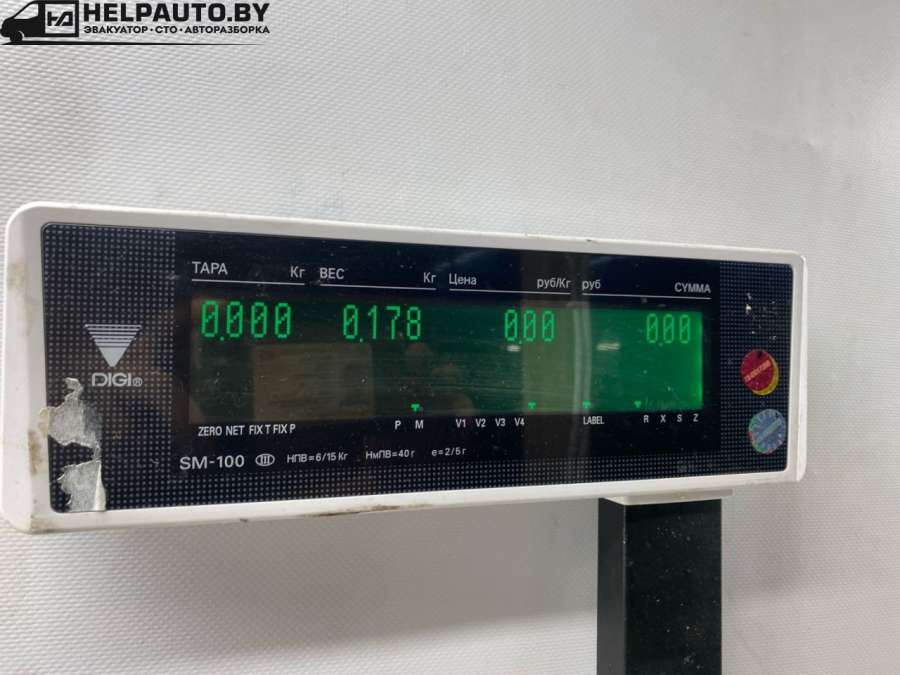 HELPAUTO.BY
ЭВАКУАТОР · СТО · АВТОРАЗБОРКА
ТАРА Кг ВЕС Кг Цена руб/Кг руб СУММА
0.000 0.178 0.00 0.00
DIGI®
ZERO NET FIX T FIX P P M V1 V2 V3 V4 LABEL R X S Z
SM-100 III НПВ=6/15 Кг НмПВ=40 г e=2/5 г